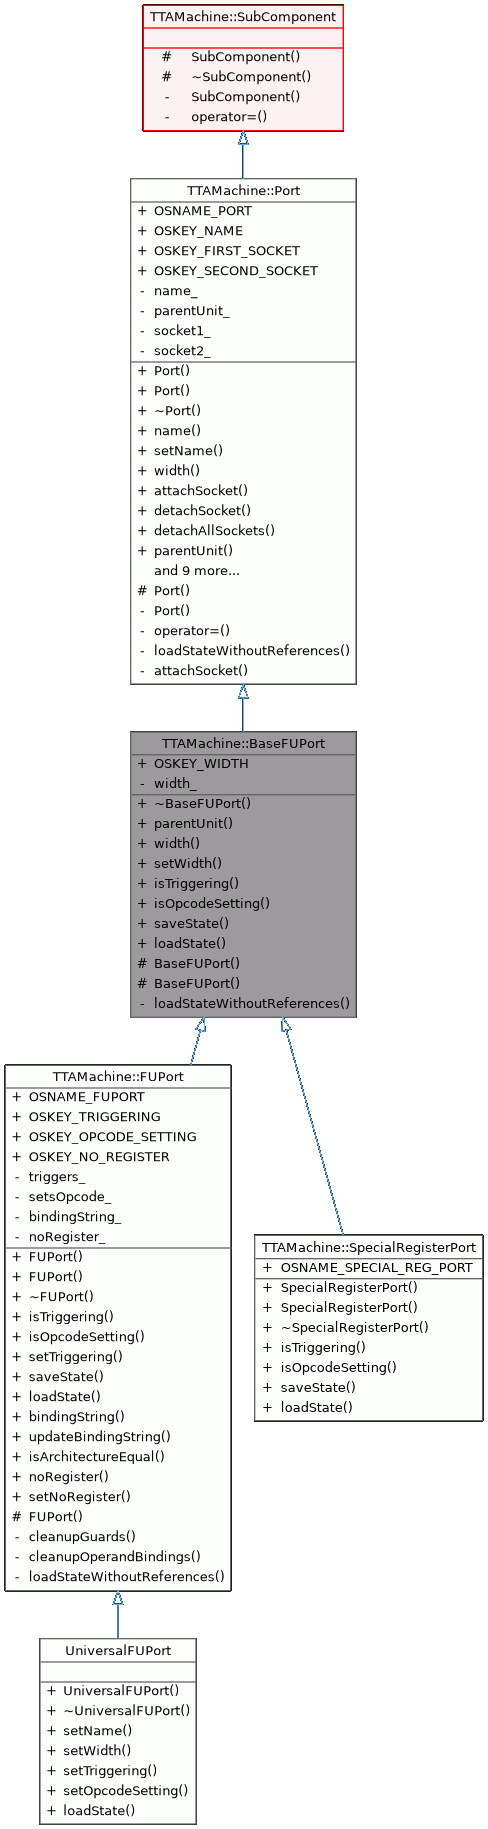 TTAMachine::SubComponent
# SubComponent()
# ~SubComponent()
- SubComponent()
- operator=()
TTAMachine::Port
+ OSNAME_PORT
+ OSKEY_NAME
+ OSKEY_FIRST_SOCKET
+ OSKEY_SECOND_SOCKET
- name_
- parentUnit_
- socket1_
- socket2_
+ Port()
+ Port()
+ ~Port()
+ name()
+ setName()
+ width()
+ attachSocket()
+ detachSocket()
+ detachAllSockets()
+ parentUnit()
and 9 more...
# Port()
- Port()
- operator=()
- loadStateWithoutReferences()
- attachSocket()
TTAMachine::BaseFUPort
+ OSKEY_WIDTH
- width_
+ ~BaseFUPort()
+ parentUnit()
+ width()
+ setWidth()
+ isTriggering()
+ isOpcodeSetting()
+ saveState()
+ loadState()
# BaseFUPort()
# BaseFUPort()
- loadStateWithoutReferences()
TTAMachine::FUPort
+ OSNAME_FUPORT
+ OSKEY_TRIGGERING
+ OSKEY_OPCODE_SETTING
+ OSKEY_NO_REGISTER
- triggers_
- setsOpcode_
- bindingString_
- noRegister_
+ FUPort()
+ FUPort()
+ ~FUPort()
+ isTriggering()
+ isOpcodeSetting()
+ setTriggering()
+ saveState()
+ loadState()
+ bindingString()
+ updateBindingString()
+ isArchitectureEqual()
+ noRegister()
+ setNoRegister()
# FUPort()
- cleanupGuards()
- cleanupOperandBindings()
- loadStateWithoutReferences()
TTAMachine::SpecialRegisterPort
+ OSNAME_SPECIAL_REG_PORT
+ SpecialRegisterPort()
+ SpecialRegisterPort()
+ ~SpecialRegisterPort()
+ isTriggering()
+ isOpcodeSetting()
+ saveState()
+ loadState()
UniversalFUPort
+ UniversalFUPort()
+ ~UniversalFUPort()
+ setName()
+ setWidth()
+ setTriggering()
+ setOpcodeSetting()
+ loadState()